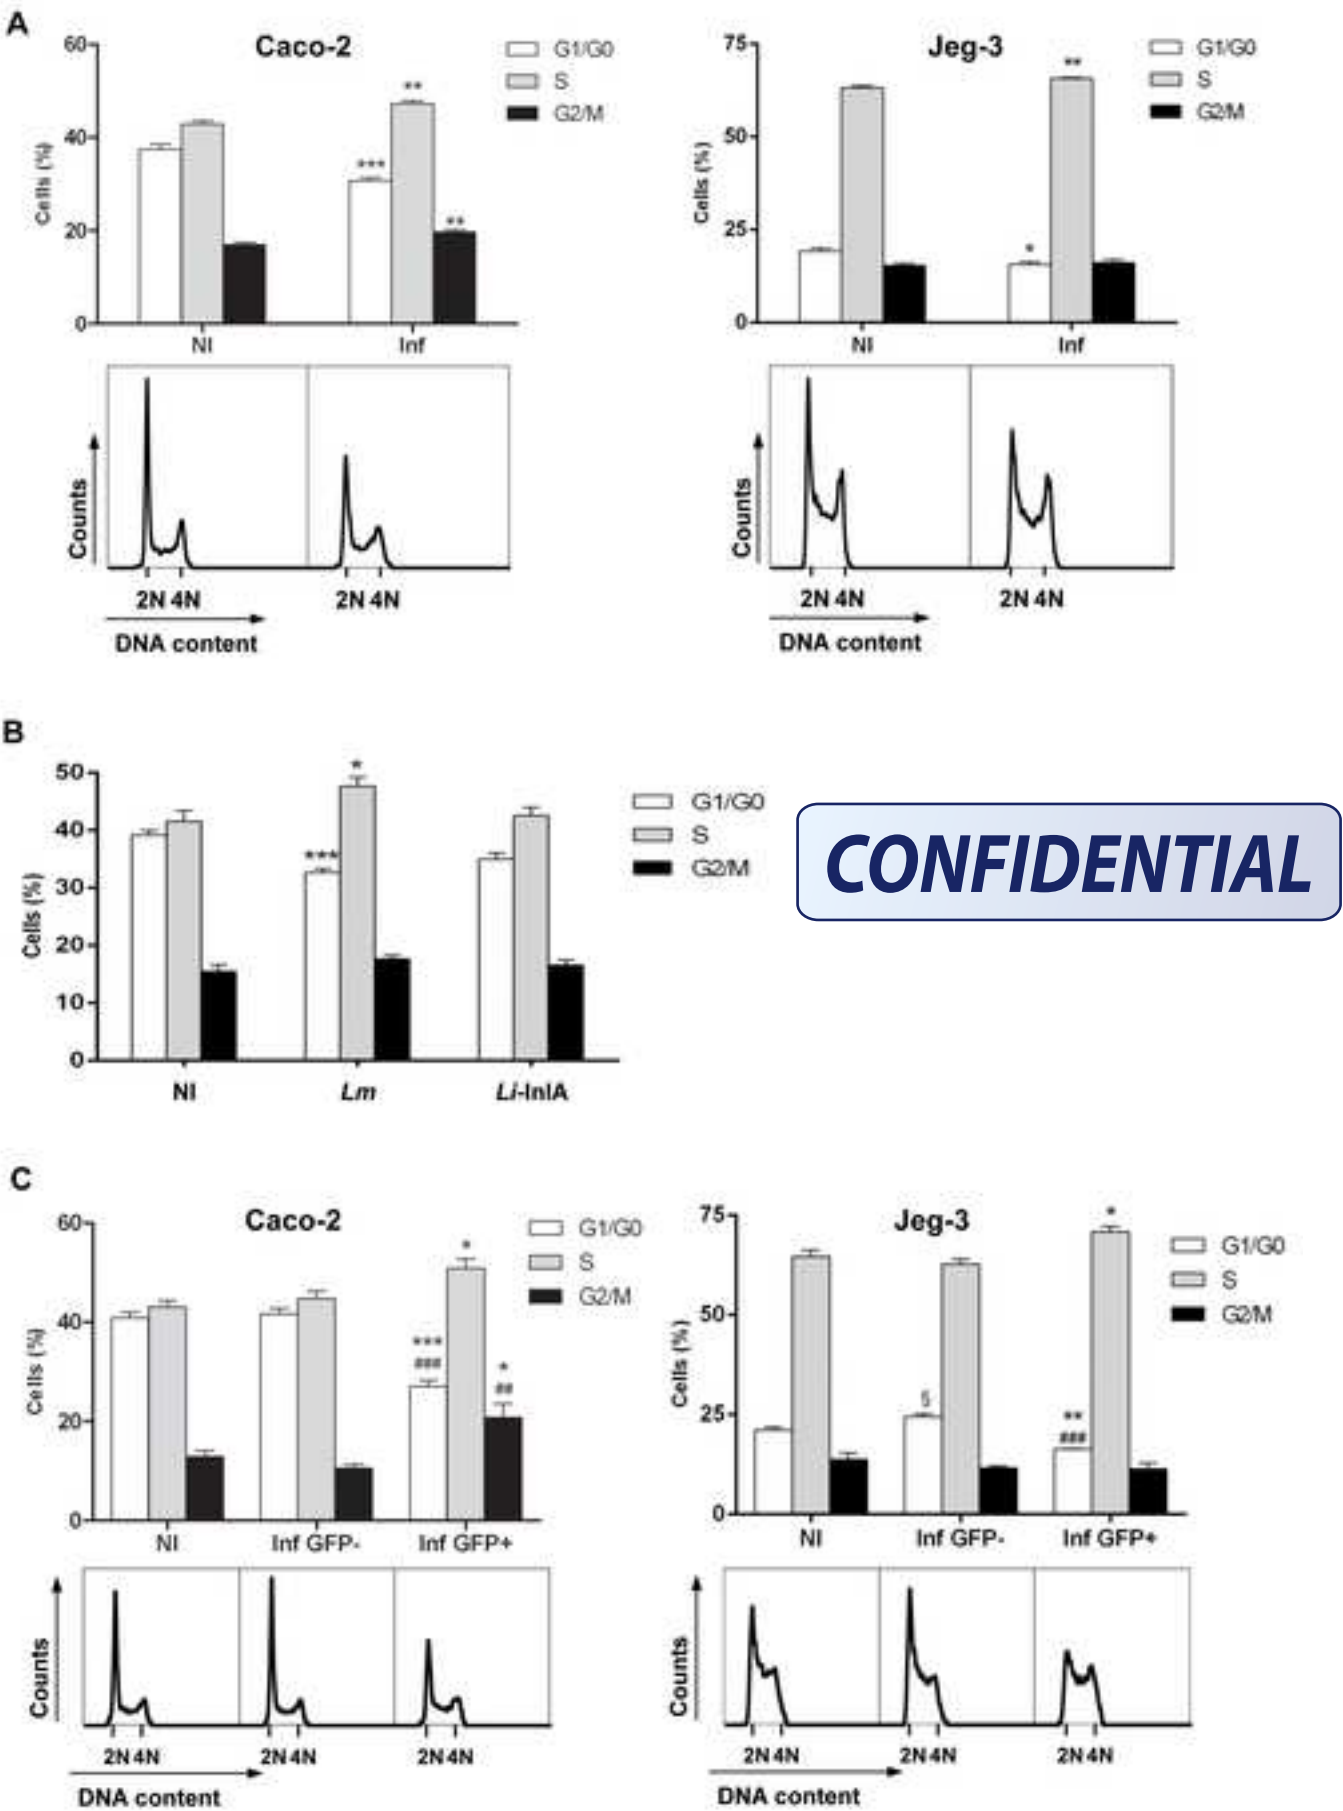 A
Caco-2
60
40
20
0
Cells (%)
G1/G0
S
G2/M
***
**
**
NI
Inf
Counts
2N 4N
2N 4N
DNA content
Jeg-3
75
50
25
0
Cells (%)
G1/G0
S
G2/M
*
**
NI
Inf
Counts
2N 4N
2N 4N
DNA content
B
50
40
30
20
10
0
Cells (%)
***
*
G1/G0
S
G2/M
NI
Lm
Li-InlA
CONFIDENTIAL
C
Caco-2
60
40
20
0
Cells (%)
G1/G0
S
G2/M
***
###
*
*
##
NI
Inf GFP-
Inf GFP+
Counts
2N 4N
2N 4N
2N 4N
DNA content
Jeg-3
75
50
25
0
Cells (%)
G1/G0
S
G2/M
§
**
###
*
NI
Inf GFP-
Inf GFP+
Counts
2N 4N
2N 4N
2N 4N
DNA content